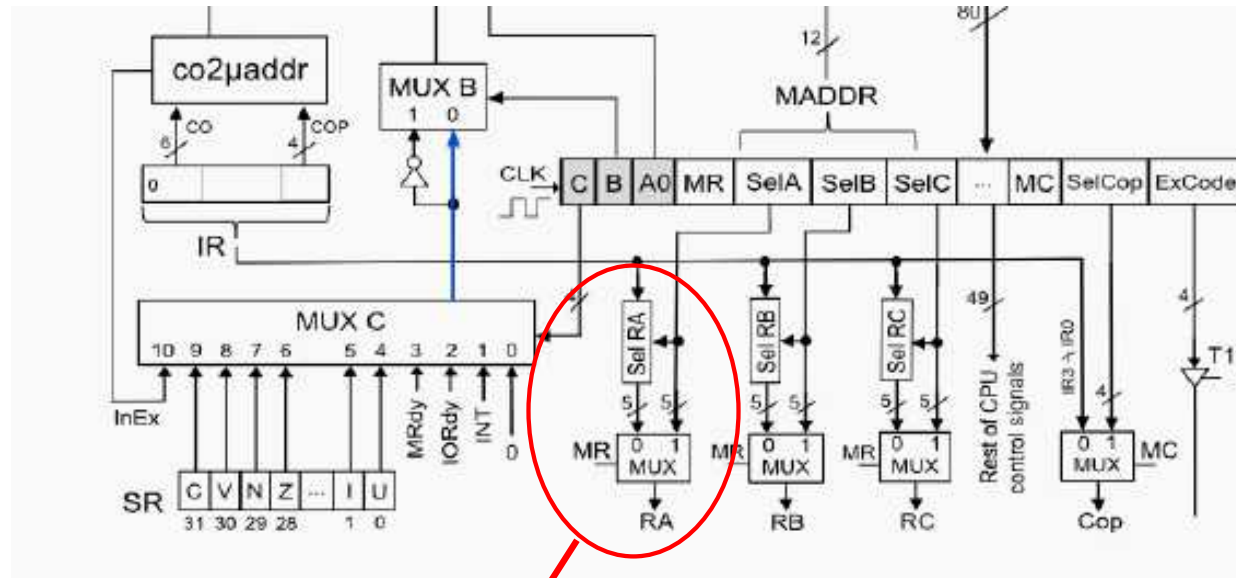 80
12
co2µaddr
MUX B
1 0
MADDR
CO
COP
6
4
CLK
C B A0 MR SelA SelB SelC ... MC SelCop ExCode
0
IR
MUX C
10 9 8 7 6 5 4 3 2 1 0
4
Sel RA
Sel RB
Sel RC
49
4
T1
InEx
MRdy
IORdy
INT
0
5 5
5 5
5 5
Rest of CPU
control signals
IR3 - IR0
4
MR 0 1 MUX
MR 0 1 MUX
MR 0 1 MUX
0 1 MUX MC
SR
C V N Z ... I U
31 30 29 28 1 0
RA
RB
RC
Cop